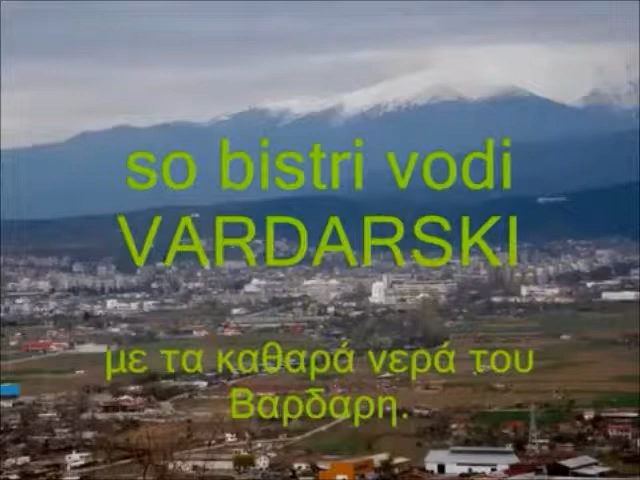 so bistri vodi
VARDARSKI
με τα καθαρά νερά του
Βαρδαρη.